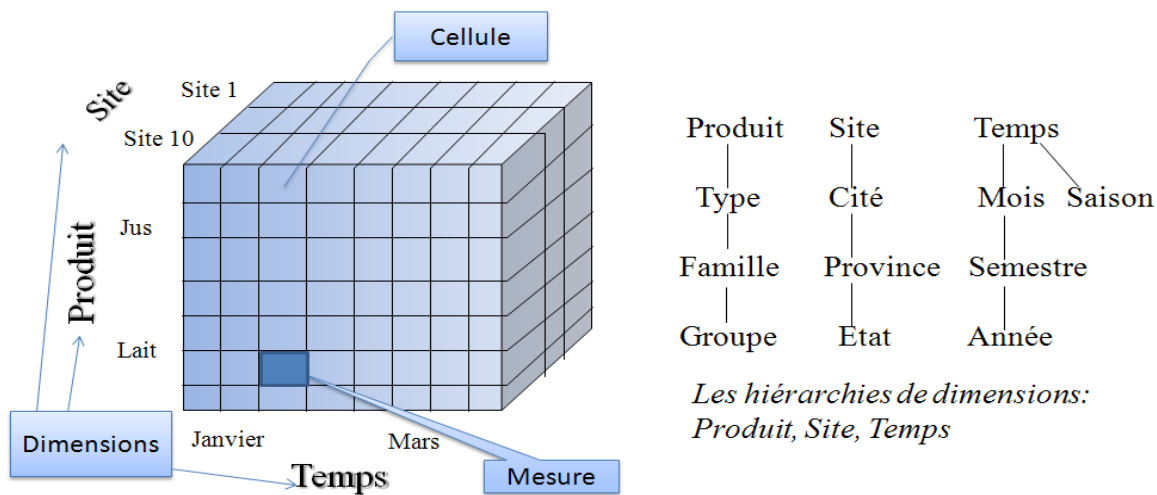 Cellule
Site
Site 1
Site 10
Jus
Produit
Lait
Dimensions
Janvier
Mars
Temps
Mesure
Produit Site Temps
Type Cité Mois Saison
Famille Province Semestre
Groupe Etat Année
Les hiérarchies de dimensions:
Produit, Site, Temps